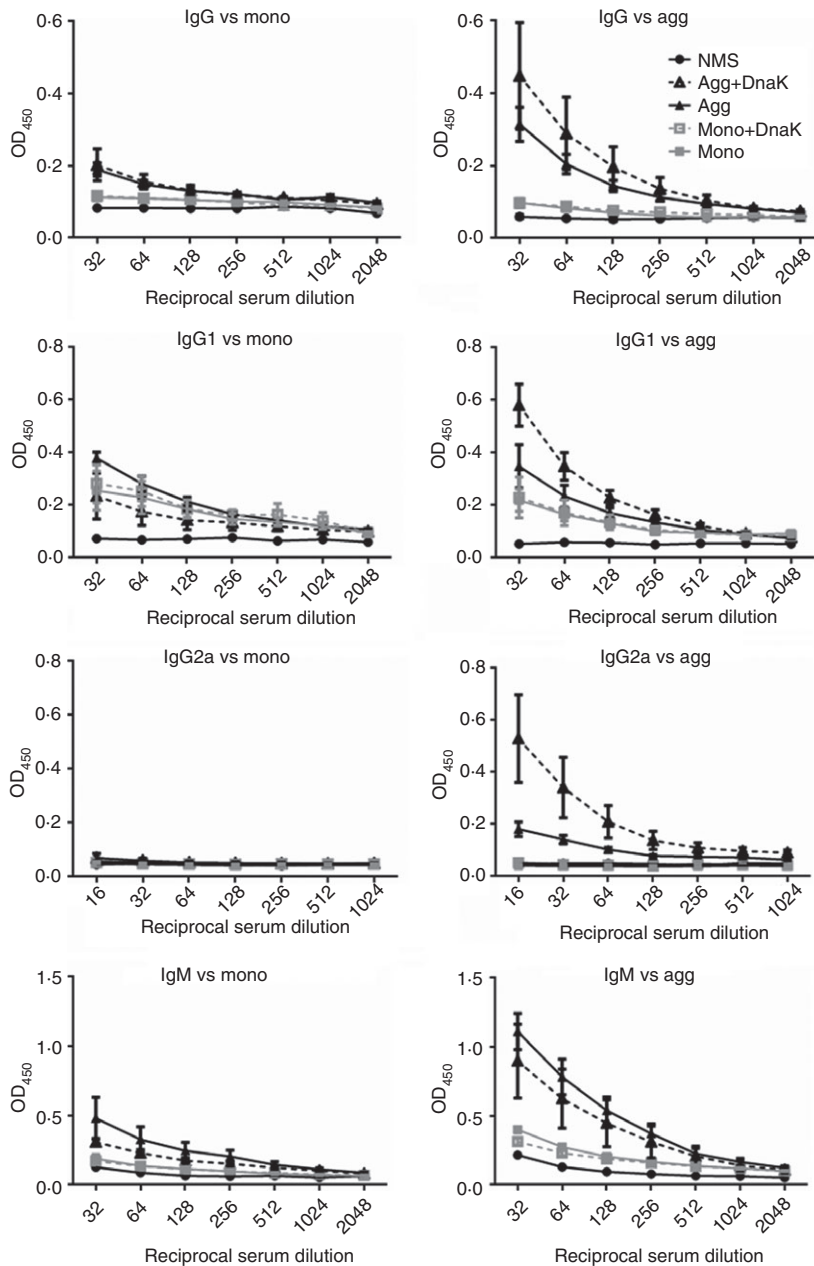 IgG vs mono
0·6
0·4
0·2
0·0
OD450
32 64 128 256 512 1024 2048
Reciprocal serum dilution
IgG vs agg
0·6
0·4
0·2
0·0
OD450
NMS
Agg+DnaK
Agg
Mono+DnaK
Mono
32 64 128 256 512 1024 2048
Reciprocal serum dilution
IgG1 vs mono
0·8
0·6
0·4
0·2
0·0
OD450
32 64 128 256 512 1024 2048
Reciprocal serum dilution
IgG1 vs agg
0·8
0·6
0·4
0·2
0·0
OD450
32 64 128 256 512 1024 2048
Reciprocal serum dilution
IgG2a vs mono
0·8
0·6
0·4
0·2
0·0
OD450
16 32 64 128 256 512 1024
Reciprocal serum dilution
IgG2a vs agg
0·8
0·6
0·4
0·2
0·0
OD450
16 32 64 128 256 512 1024
Reciprocal serum dilution
IgM vs mono
1·5
1·0
0·5
0·0
OD450
32 64 128 256 512 1024 2048
Reciprocal serum dilution
IgM vs agg
1·5
1·0
0·5
0·0
OD450
32 64 128 256 512 1024 2048
Reciprocal serum dilution